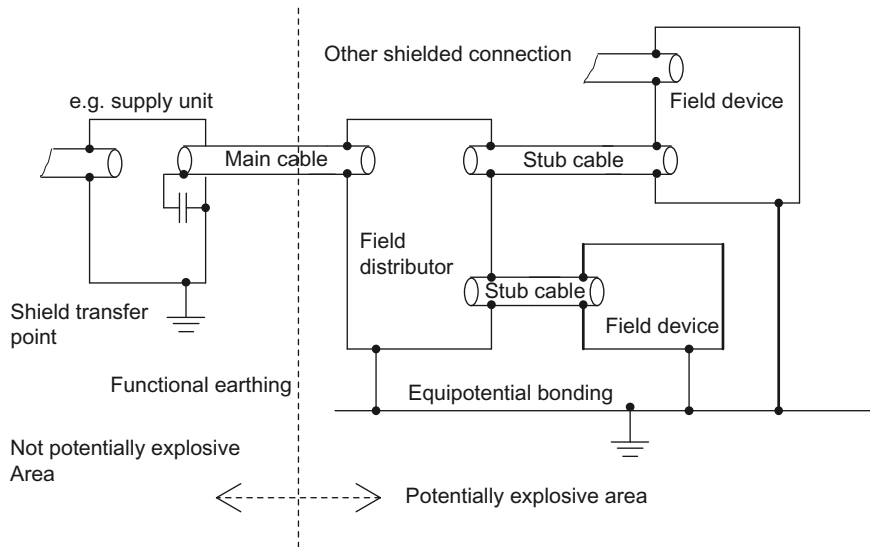 Other shielded connection
e.g. supply unit
Field device
Main cable
Stub cable
Field
distributor
Stub cable
Shield transfer
point
Field device
Functional earthing
Equipotential bonding
Not potentially explosive
Area
Potentially explosive area